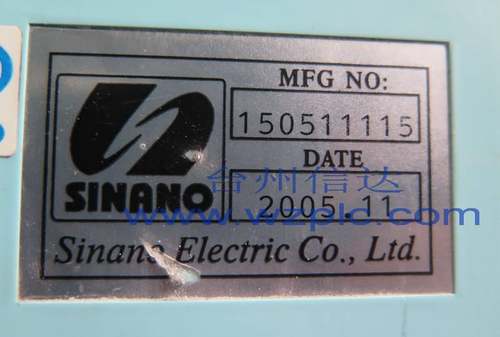 MFG NO:
150511115
DATE
2005.11
SINANO
Sinano Electric Co., Ltd.
台州信达
www.wzplc.com